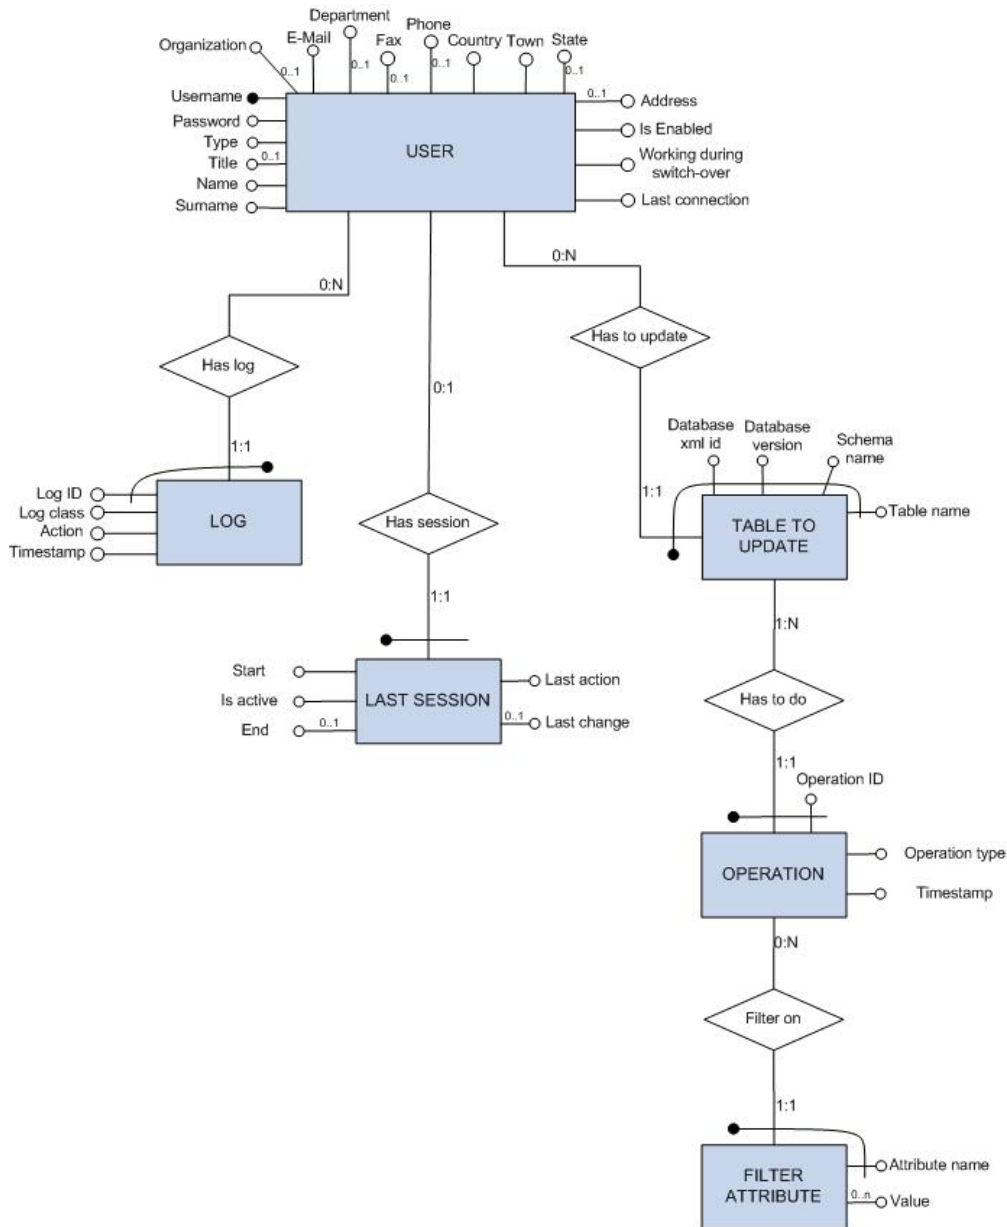 Department
Organization
E-Mail
Fax
Phone
Country
Town
State
0..1
0..1
0..1
0..1
0..1
Username
Password
Type
Title
0..1
Name
Surname
USER
0..1
Address
Is Enabled
Working during
switch-over
Last connection
0:N
0:1
0:N
Has log
Has to update
1:1
Log ID
Log class
Action
Timestamp
LOG
Has session
1:1
Database
xml id
Database
version
Schema
name
1:1
TABLE TO
UPDATE
Table name
Start
Is active
End
0..1
LAST SESSION
Last action
0..1
Last change
1:N
Has to do
1:1
Operation ID
OPERATION
Operation type
Timestamp
0:N
Filter on
1:1
FILTER
ATTRIBUTE
Attribute name
0..n
Value